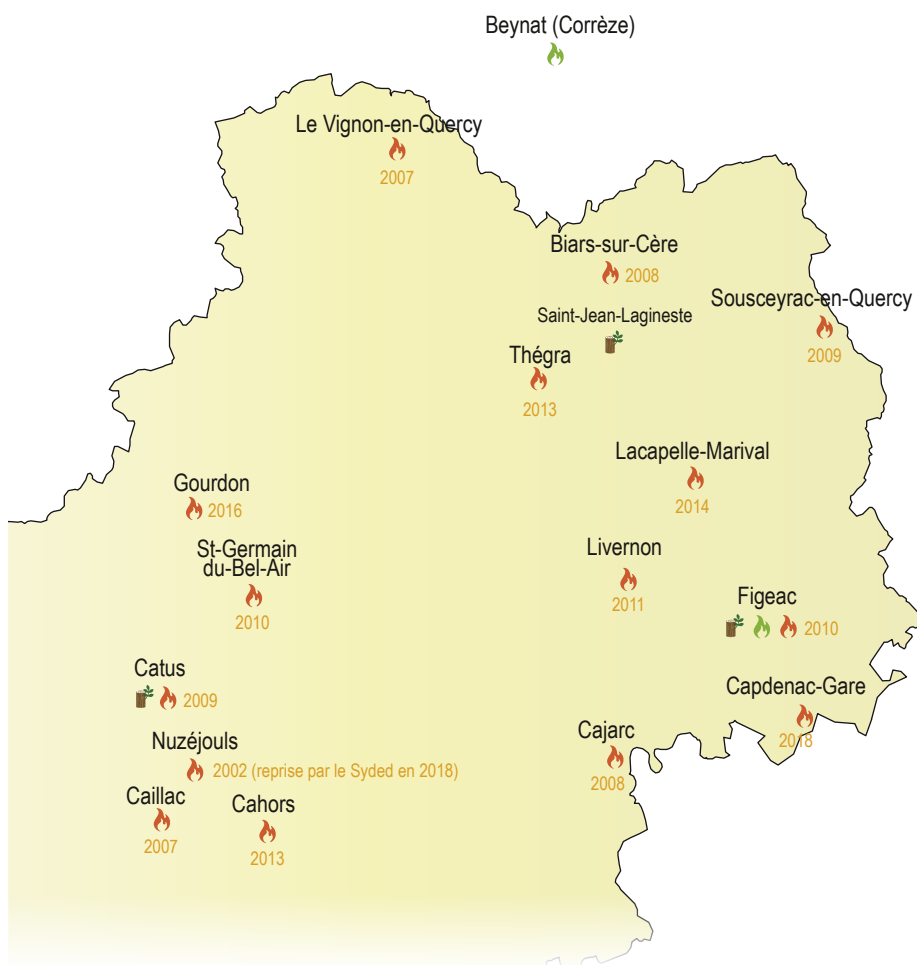 Beynat (Corrèze)
Le Vignon-en-Quercy
2007
Biars-sur-Cère
2008
Sousceyrac-en-Quercy
2009
Saint-Jean-Lagineste
Thégra
2013
Lacapelle-Marival
2014
Gourdon
2016
St-Germain
du-Bel-Air
2010
Livernon
2011
Figeac
2010
Catus
2009
Capdenac-Gare
2018
Nuzéjouls
2002 (reprise par le Syded en 2018)
Cajarc
2008
Caillac
2007
Cahors
2013